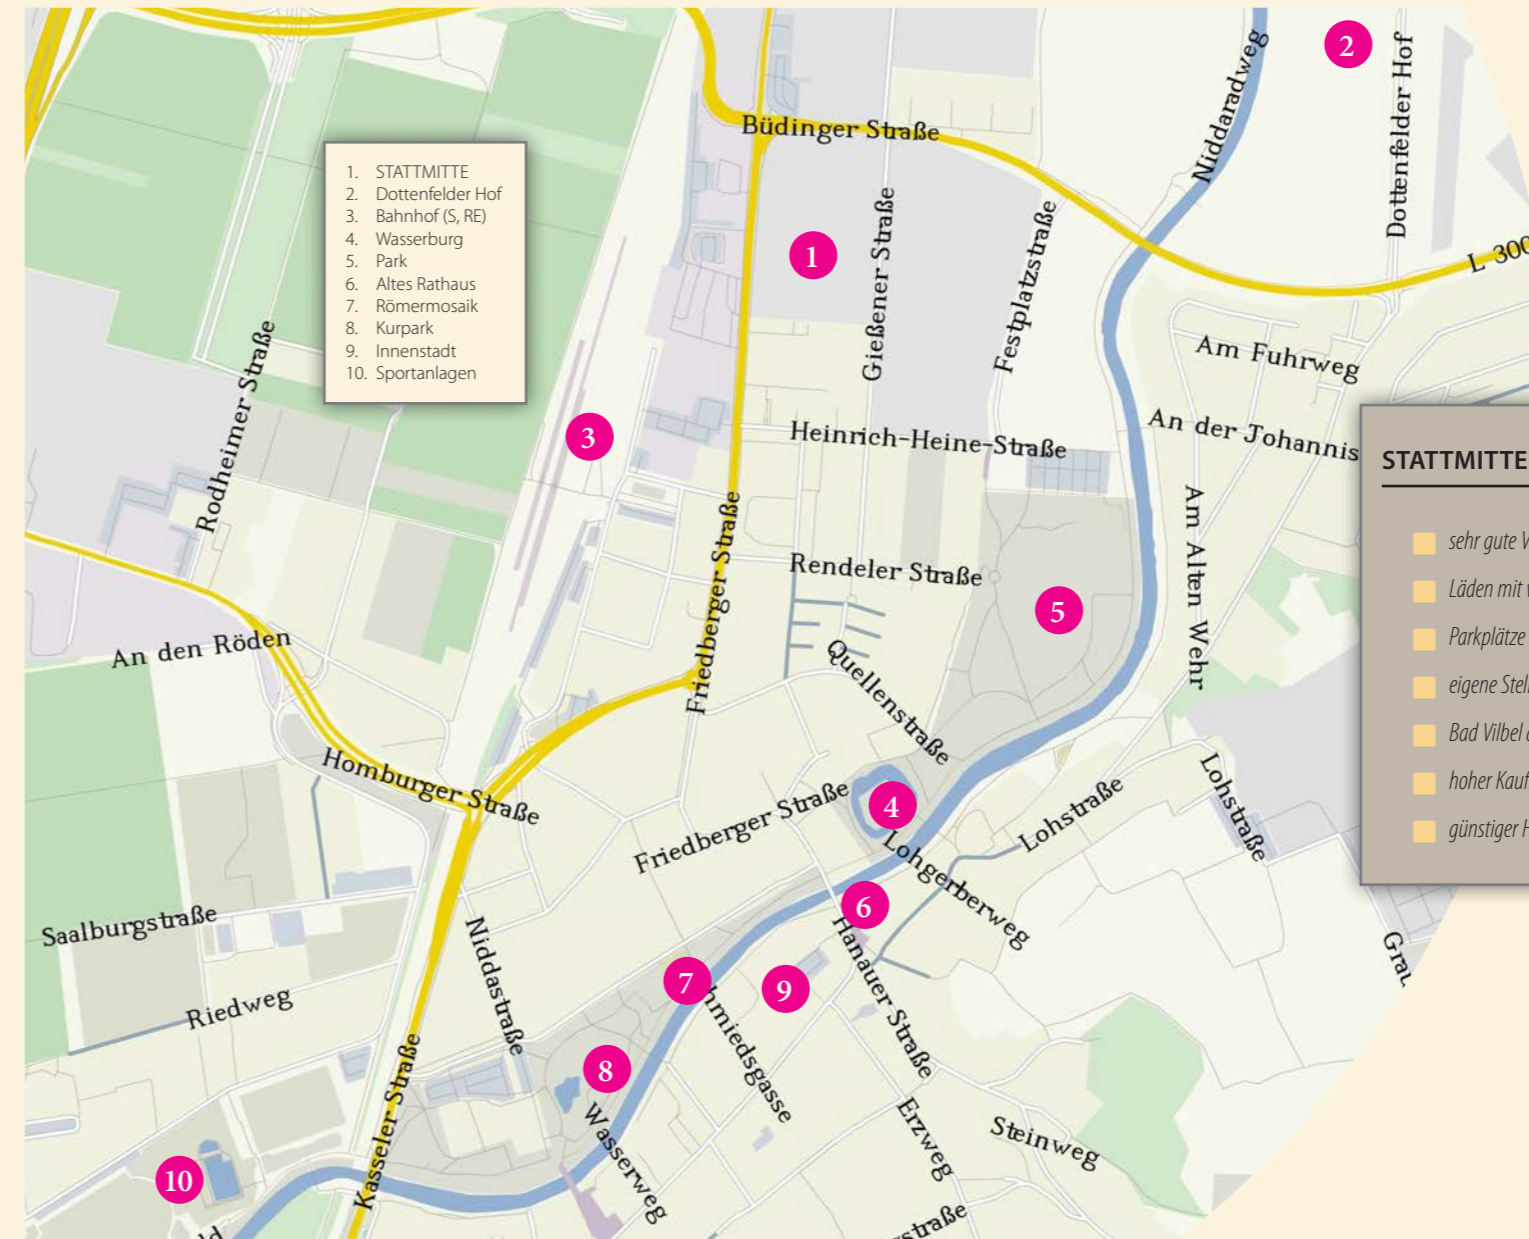 2
Niddaradweg
Dottenfelder Hof
Büdinger Straße
1. STATTMITTE
2. Dottenfelder Hof
3. Bahnhof (S, RE)
4. Wasserburg
5. Park
6. Altes Rathaus
7. Römermosaik
8. Kurpark
9. Innenstadt
10. Sportanlagen
1
Gießener Straße
Festplatzstraße
L 300
Rodheimer Straße
Am Fuhrweg
3
Heinrich-Heine-Straße
An der Johannis
STATTMITTE
sehr gute V
Läden mit
Parkplätze
eigene Stel
Bad Vilbel
hoher Kauf
günstiger H
Friedberger Straße
Rendeler Straße
Am Alten Wehr
5
An den Röden
Quellenstraße
Homburger Straße
Friedberger Straße
4
Lohstraße
Lohstraße
Lohgerberweg
6
Saalburgstraße
Niddastraße
Hanauer Straße
Grau
Riedweg
7
hmiedsgasse
9
8
Kasseler Straße
Wasserweg
Erzweg
Steinweg
10
ld
straße